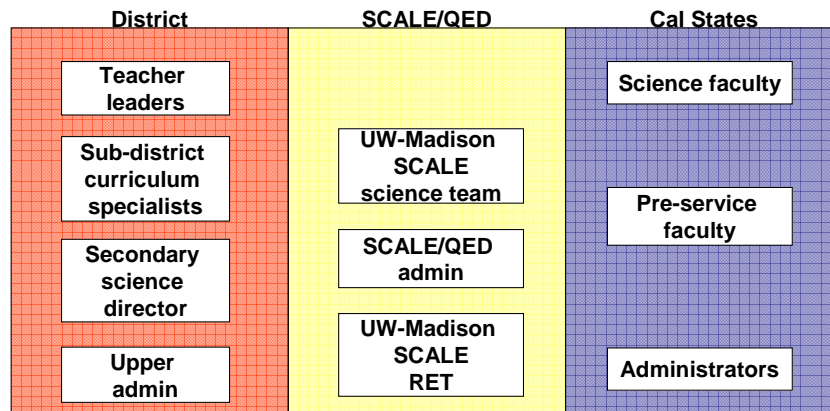 District
SCALE/QED
Cal States
Teacher
leaders
Sub-district
curriculum
specialists
Secondary
science
director
Upper
admin
UW-Madison
SCALE
science team
SCALE/QED
admin
UW-Madison
SCALE
RET
Science faculty
Pre-service
faculty
Administrators